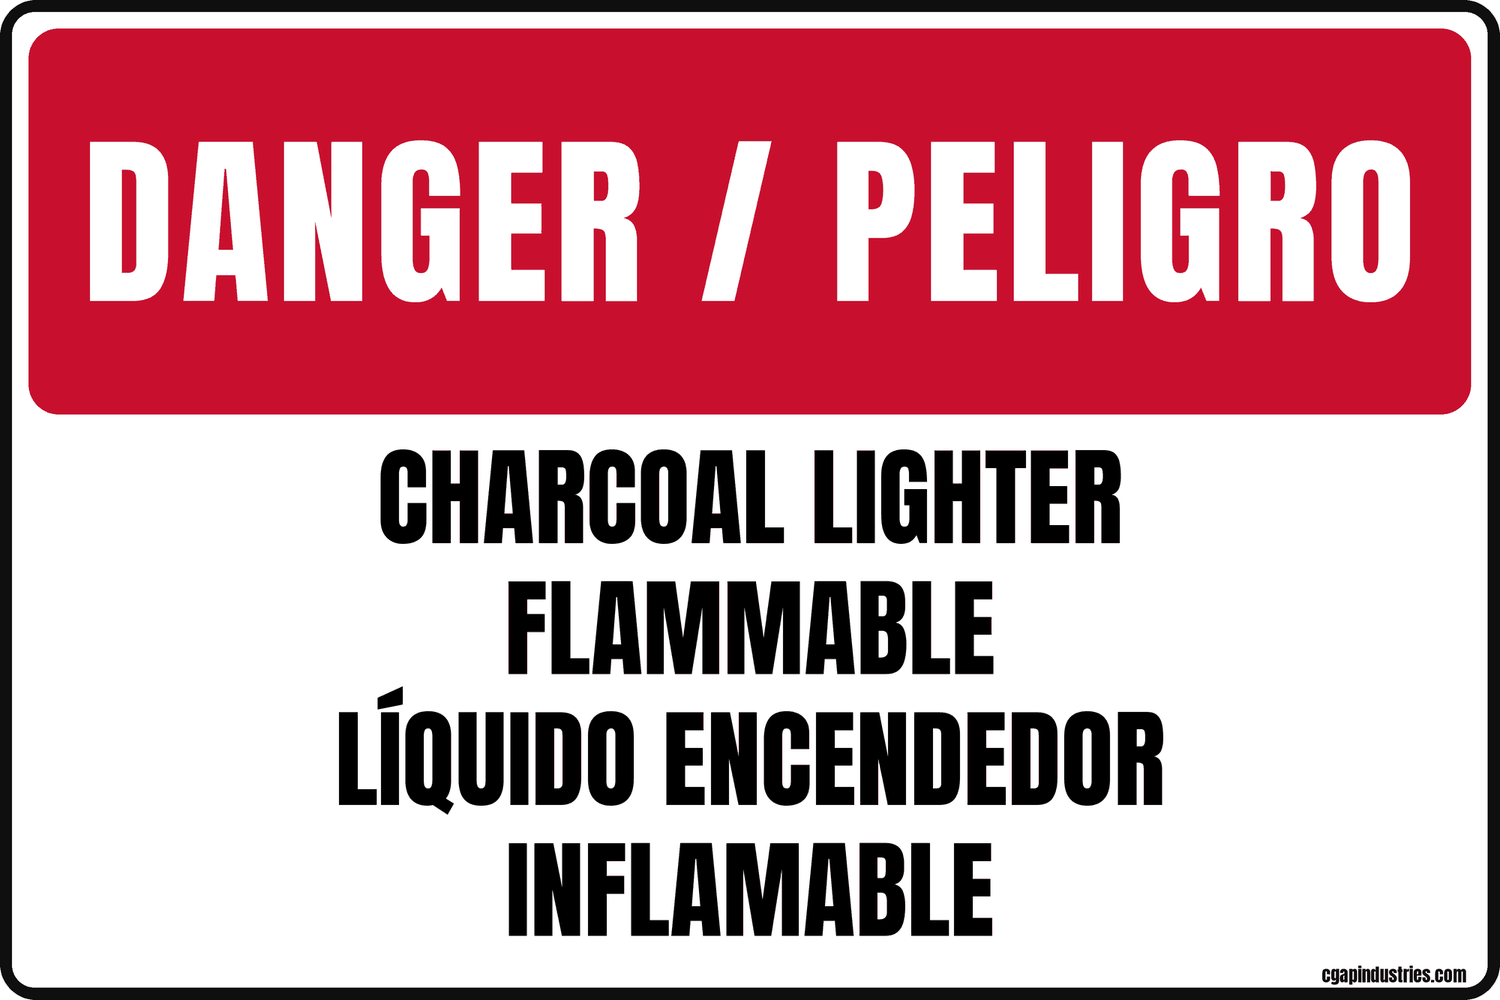 DANGER / PELIGRO
CHARCOAL LIGHTER
FLAMMABLE
LÍQUIDO ENCENDEDOR
INFLAMABLE
cgapindustries.com